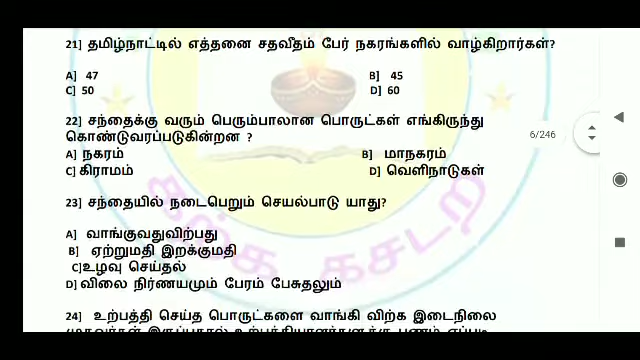 21] தமிழ்நாட்டில் எத்தனை சதவீதம் பேர் நகரங்களில் வாழ்கிறார்கள்?
A] 47 B] 45
C] 50 D] 60
22] சந்தைக்கு வரும் பெரும்பாலான பொருட்கள் எங்கிருந்து
கொண்டுவரப்படுகின்றன ?
6/246
A] நகரம் B] மாநகரம்
C] கிராமம் D] வெளிநாடுகள்
23] சந்தையில் நடைபெறும் செயல்பாடு யாது?
A] வாங்குவதுவிற்பது
B] ஏற்றுமதி இறக்குமதி
C]உழவு செய்தல்
D] விலை நிர்ணயமும் பேரம் பேசுதலும்
24] உற்பத்தி செய்த பொருட்களை வாங்கி விற்க இடைநிலை
கற்க கசடற